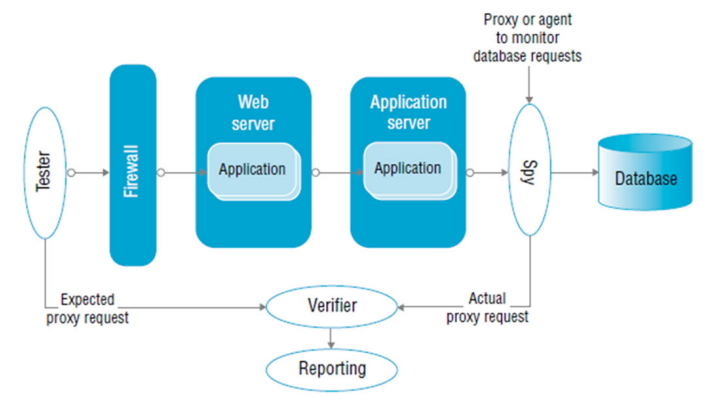 Proxy or agent
to monitor
database requests
Web
server
Application
server
Tester
Firewall
Application
Application
Spy
Database
Expected
proxy request
Verifier
Actual
proxy request
Reporting